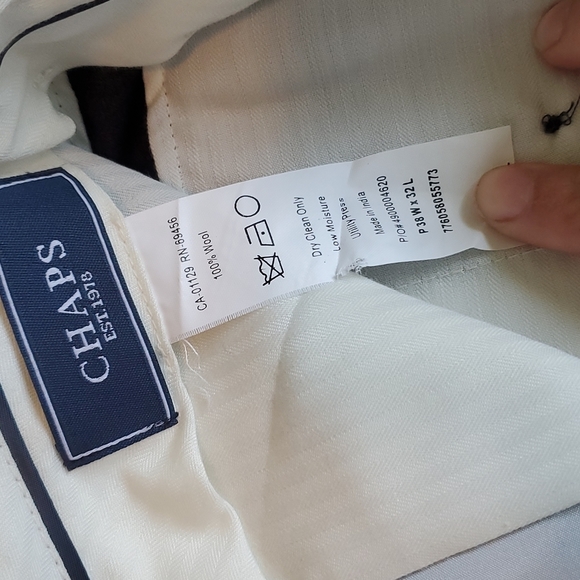 CHAPS
EST.1978
CA-01129 RN-69456
100% Wool
Dry Clean Only
Low Moisture
Utility Press
Made in India
P/O#4900004620
P 38 W x 32 L
776058055773